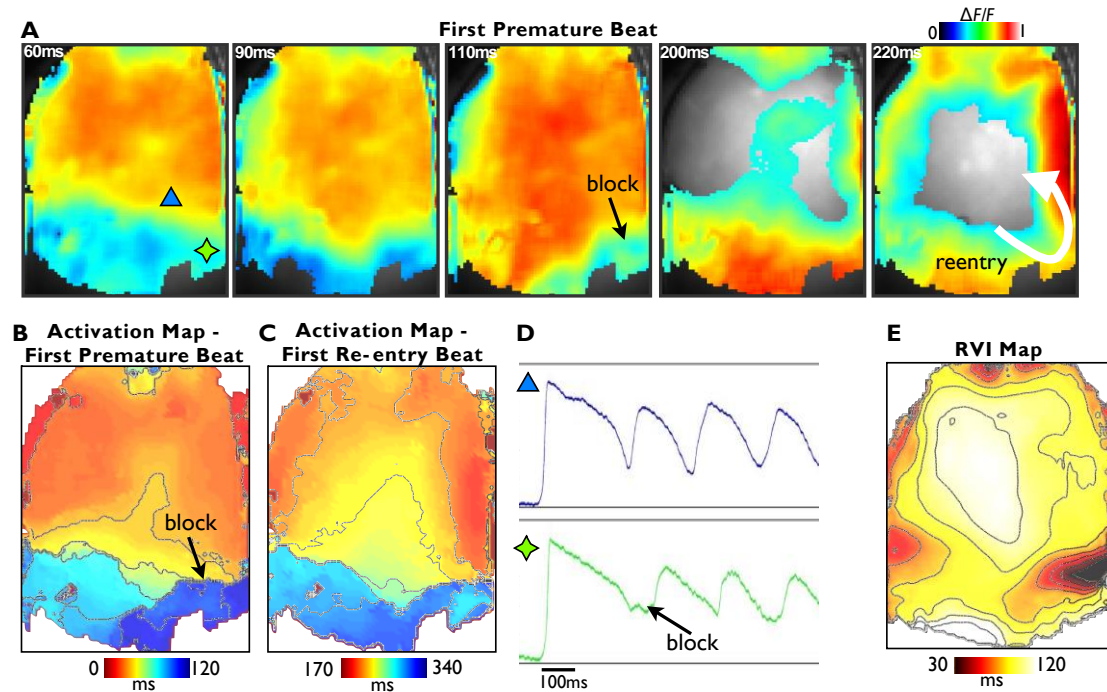 A
First Premature Beat
ΔF/F
0
1
60ms
90ms
110ms
200ms
220ms
block
reentry
B
Activation Map -
First Premature Beat
block
0
120
ms
C
Activation Map -
First Re-entry Beat
170
340
ms
D
block
100ms
E
RVI Map
30
120
ms